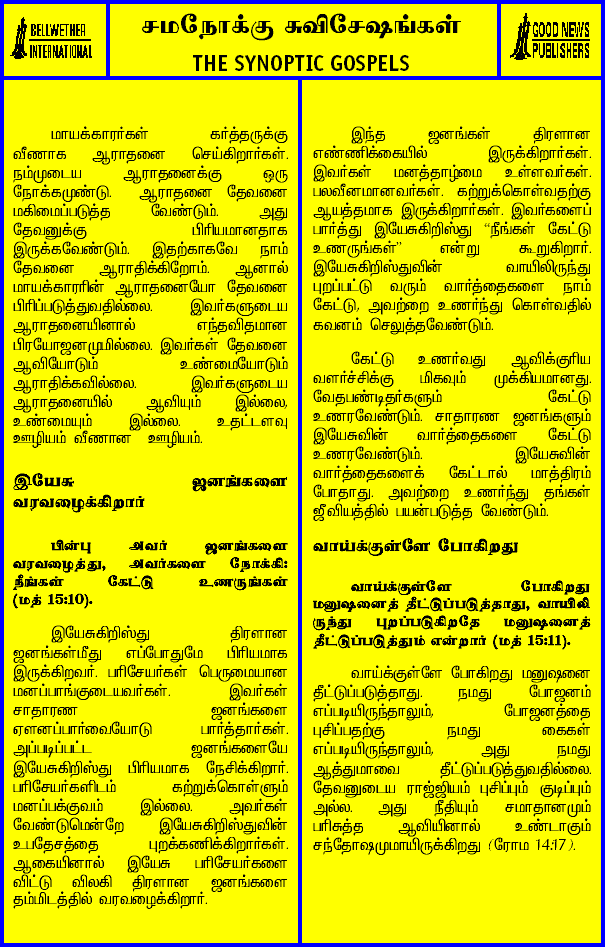 BELLWETHER
INTERNATIONAL
சமநோக்கு சுவிசேஷங்கள்
THE SYNOPTIC GOSPELS
GOOD NEWS
PUBLISHERS
மாயக்காரர்கள் கர்த்தருக்கு
வீணாக ஆராதனை செய்கிறார்கள்.
நம்முடைய ஆராதனைக்கு ஒரு
நோக்கமுண்டு. ஆராதனை தேவனை
மகிமைப்படுத்த வேண்டும். அது
தேவனுக்கு பிரியமானதாக
இருக்கவேண்டும். இதற்காகவே நாம்
தேவனை ஆராதிக்கிறோம். ஆனால்
மாயக்காரரின் ஆராதனையோ தேவனை
பிரிப்படுத்துவதில்லை. இவர்களுடைய
ஆராதனையினால் எந்தவிதமான
பிரயோஜனமுமில்லை. இவர்கள் தேவனை
ஆவியோடும் உண்மையோடும்
ஆராதிக்கவில்லை. இவர்களுடைய
ஆராதனையில் ஆவியும் இல்லை,
உண்மையும் இல்லை. உதட்டளவு
ஊழியம் வீணான ஊழியம்.
இயேசு ஜனங்களை
வரவழைக்கிறார்
பின்பு அவர் ஜனங்களை
வரவழைத்து, அவர்களை நோக்கி:
நீங்கள் கேட்டு உணருங்கள்
(மத் 15:10).
இயேசுகிறிஸ்து திரளான
ஜனங்கள்மீது எப்போதுமே பிரியமாக
இருக்கிறவர். பரிசேயர்கள் பெருமையான
மனப்பாங்குடையவர்கள். இவர்கள்
சாதாரண ஜனங்களை
ஏளனப்பார்வையோடு பார்த்தார்கள்.
அப்படிப்பட்ட ஜனங்களையே
இயேசுகிறிஸ்து பிரியமாக நேசிக்கிறார்.
பரிசேயர்களிடம் கற்றுக்கொள்ளும்
மனப்பக்குவம் இல்லை. அவர்கள்
வேண்டுமென்றே இயேசுகிறிஸ்துவின்
உபதேசத்தை புறக்கணிக்கிறார்கள்.
ஆகையினால் இயேசு பரிசேயர்களை
விட்டு விலகி திரளான ஜனங்களை
தம்மிடத்தில் வரவழைக்கிறார்.
இந்த ஜனங்கள் திரளான
எண்ணிக்கையில் இருக்கிறார்கள்.
இவர்கள் மனத்தாழ்மை உள்ளவர்கள்.
பலவீனமானவர்கள். கற்றுக்கொள்வதற்கு
ஆயத்தமாக இருக்கிறார்கள். இவர்களைப்
பார்த்து இயேசுகிறிஸ்து “நீங்கள் கேட்டு
உணருங்கள்” என்று கூறுகிறார்.
இயேசுகிறிஸ்துவின் வாயிலிருந்து
புறப்பட்டு வரும் வார்த்தைகளை நாம்
கேட்டு, அவற்றை உணர்ந்து கொள்வதில்
கவனம் செலுத்தவேண்டும்.
கேட்டு உணர்வது ஆவிக்குரிய
வளர்ச்சிக்கு மிகவும் முக்கியமானது.
வேதபண்டிதர்களும் கேட்டு
உணரவேண்டும். சாதாரண ஜனங்களும்
இயேசுவின் வார்த்தைகளை கேட்டு
உணரவேண்டும். இயேசுவின்
வார்த்தைகளைக் கேட்டால் மாத்திரம்
போதாது. அவற்றை உணர்ந்து தங்கள்
ஜீவியத்தில் பயன்படுத்த வேண்டும்.
வாய்க்குள்ளே போகிறது
வாய்க்குள்ளே போகிறது
மனுஷனைத் தீட்டுப்படுத்தாது, வாயிலி
ருந்து புறப்படுகிறதே மனுஷனைத்
தீட்டுப்படுத்தும் என்றார் (மத் 15:11).
வாய்க்குள்ளே போகிறது மனுஷனை
தீட்டுப்படுத்தாது. நமது போஜனம்
எப்படியிருந்தாலும், போஜனத்தை
புசிப்பதற்கு நமது கைகள்
எப்படியிருந்தாலும், அது நமது
ஆத்துமாவை தீட்டுப்படுத்துவதில்லை.
தேவனுடைய ராஜ்ஜியம் புசிப்பும் குடிப்பும்
அல்ல. அது நீதியும் சமாதானமும்
பரிசுத்த ஆவியினால் உண்டாகும்
சந்தோஷமுமாயிருக்கிறது (ரோம 14:17).